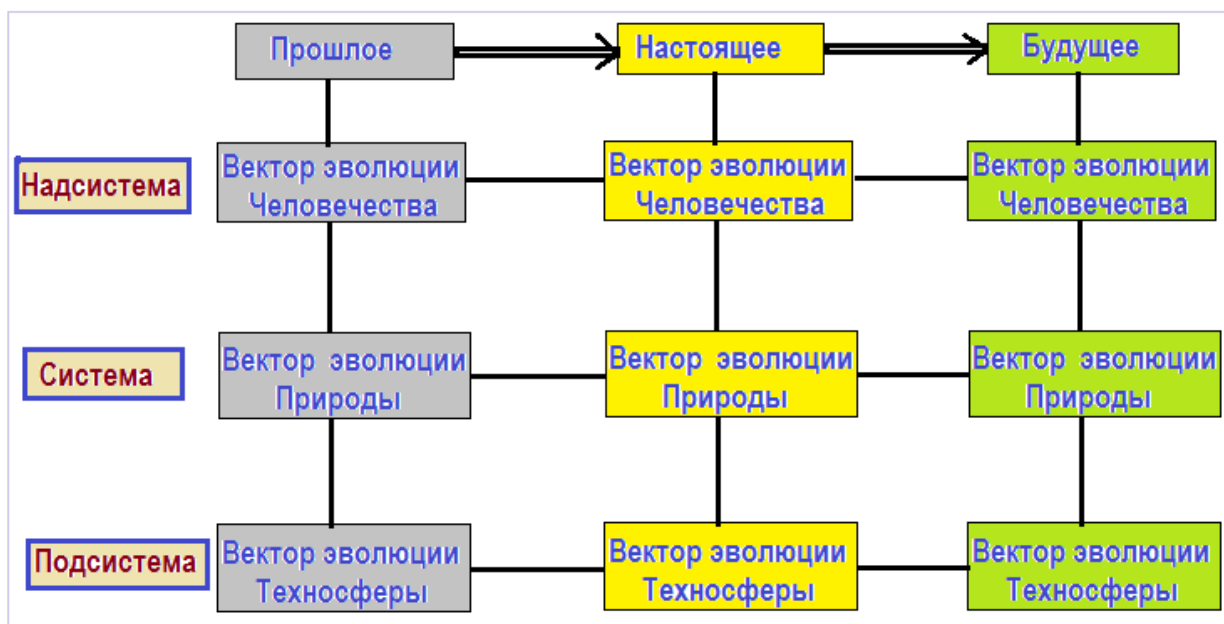 Прошлое
Настоящее
Будущее
Надсистема
Вектор эволюции
Человечества
Вектор эволюции
Человечества
Вектор эволюции
Человечества
Система
Вектор эволюции
Природы
Вектор эволюции
Природы
Вектор эволюции
Природы
Подсистема
Вектор эволюции
Техносферы
Вектор эволюции
Техносферы
Вектор эволюции
Техносферы